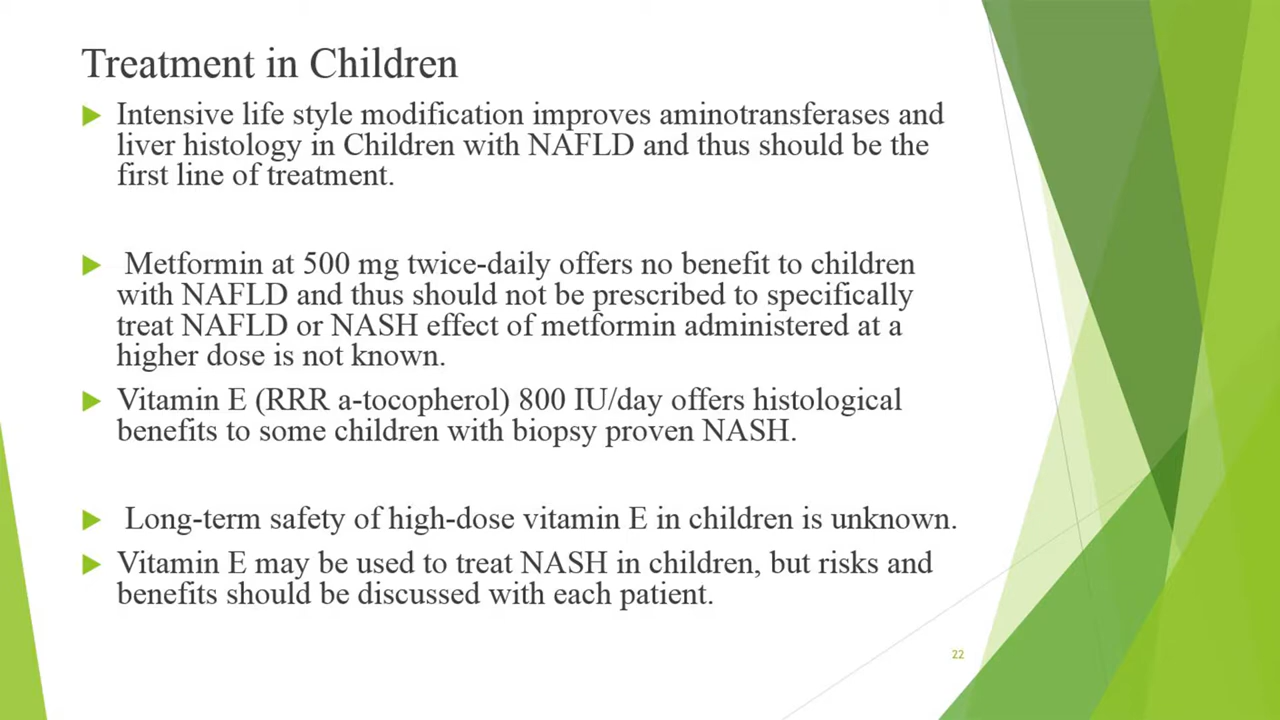 Treatment in Children
Intensive life style modification improves aminotransferases and
liver histology in Children with NAFLD and thus should be the
first line of treatment.
Metformin at 500 mg twice-daily offers no benefit to children
with NAFLD and thus should not be prescribed to specifically
treat NAFLD or NASH effect of metformin administered at a
higher dose is not known.
Vitamin E (RRR a-tocopherol) 800 IU/day offers histological
benefits to some children with biopsy proven NASH.
Long-term safety of high-dose vitamin E in children is unknown.
Vitamin E may be used to treat NASH in children, but risks and
benefits should be discussed with each patient.
22